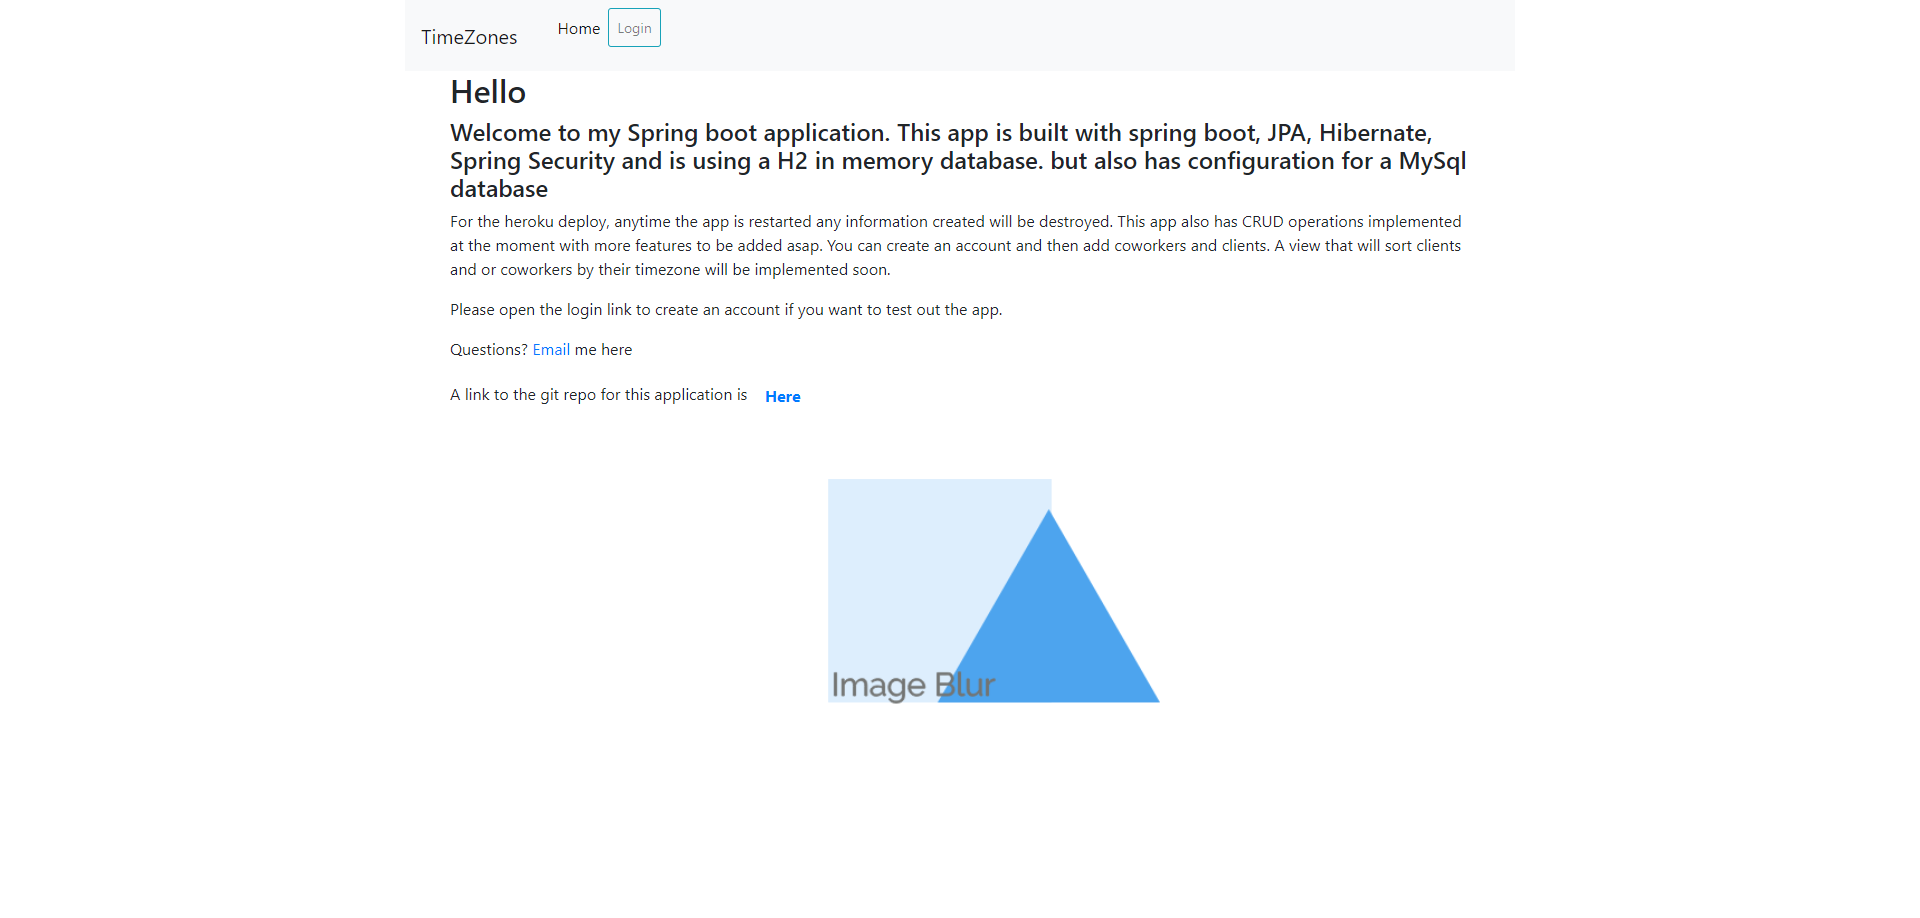 TimeZones
Home
Login
Hello
Welcome to my Spring boot application. This app is built with spring boot, JPA, Hibernate,
Spring Security and is using a H2 in memory database. but also has configuration for a MySql
database
For the heroku deploy, anytime the app is restarted any information created will be destroyed. This app also has CRUD operations implemented
at the moment with more features to be added asap. You can create an account and then add coworkers and clients. A view that will sort clients
and or coworkers by their timezone will be implemented soon.
Please open the login link to create an account if you want to test out the app.
Questions? Email me here
A link to the git repo for this application is Here
Image Blur